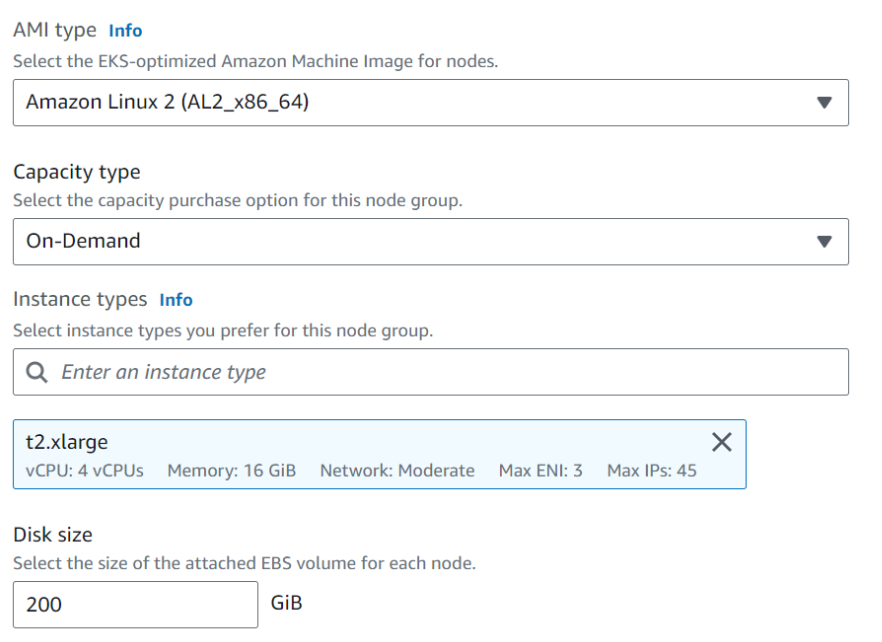 AMI type Info
Select the EKS-optimized Amazon Machine Image for nodes.
Amazon Linux 2 (AL2_x86_64)
Capacity type
Select the capacity purchase option for this node group.
On-Demand
Instance types Info
Select instance types you prefer for this node group.
Enter an instance type
t2.xlarge
vCPU: 4 vCPUs Memory: 16 GiB Network: Moderate Max ENI: 3 Max IPs: 45
Disk size
Select the size of the attached EBS volume for each node.
200 GiB